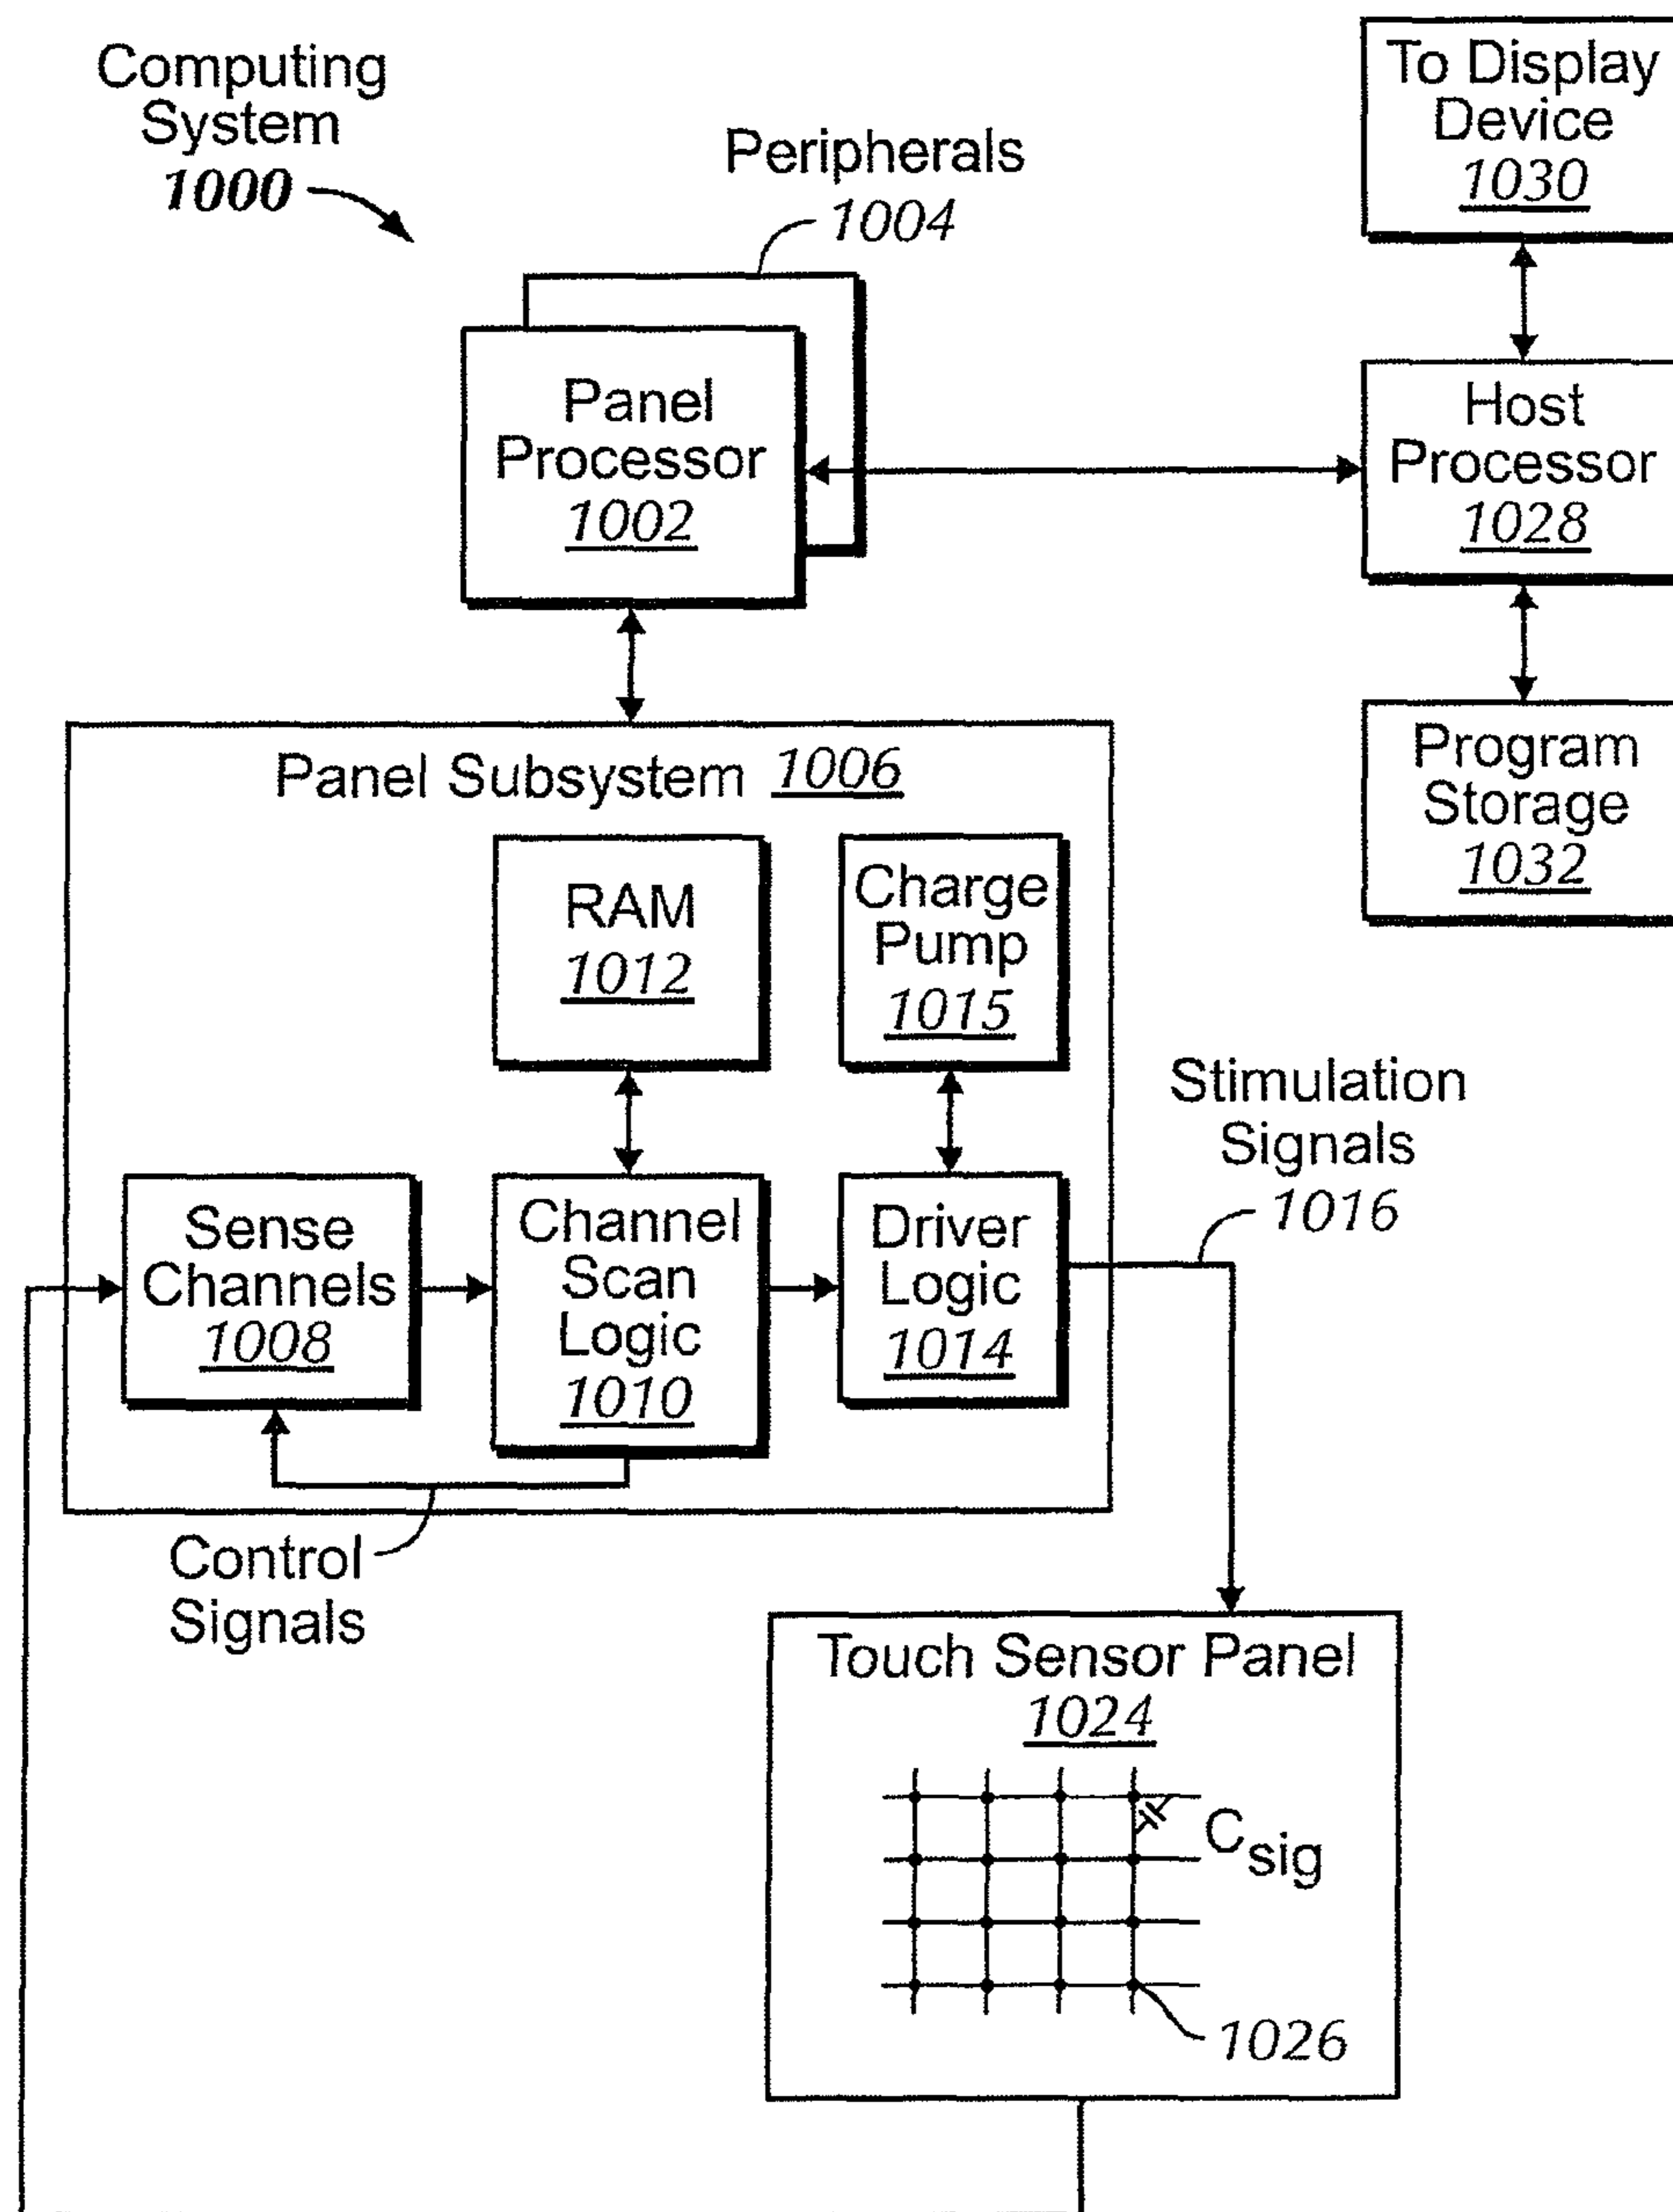 Computing
System
1000
Peripherals
1004
To Display
Device
1030
Panel
Processor
1002
Host
Processor
1028
Program
Storage
1032
Panel Subsystem 1006
RAM
1012
Charge
Pump
1015
Sense
Channels
1008
Channel
Scan
Logic
1010
Driver
Logic
1014
Stimulation
Signals
1016
Control
Signals
Touch Sensor Panel
1024
Csig
1026